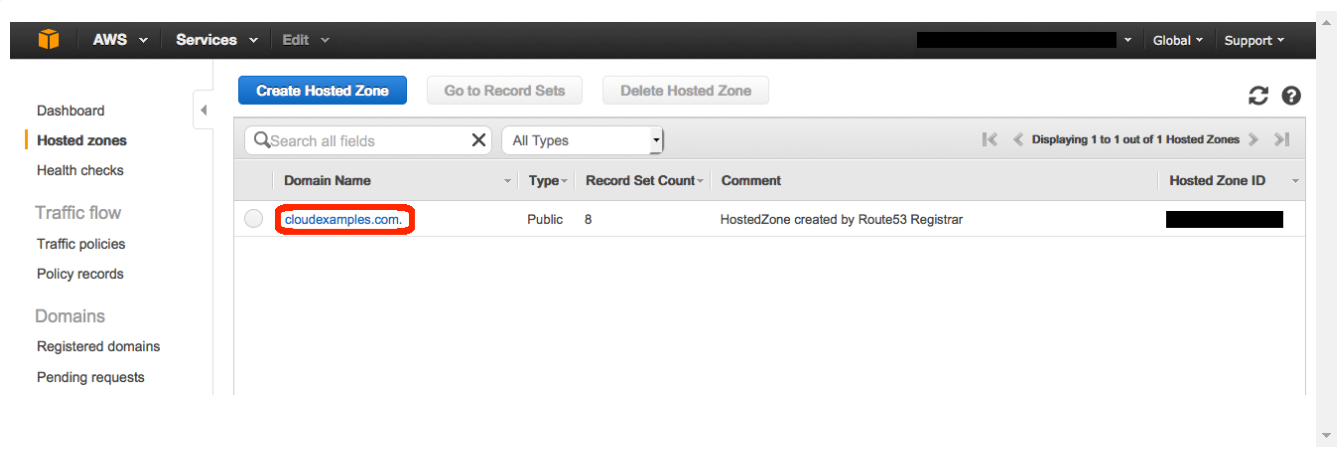 AWS Services Edit Global Support
Create Hosted Zone Go to Record Sets Delete Hosted Zone
Dashboard
Hosted zones
Health checks
Traffic flow
Traffic policies
Policy records
Domains
Registered domains
Pending requests
Search all fields All Types Displaying 1 to 1 out of 1 Hosted Zones
Domain Name Type Record Set Count Comment Hosted Zone ID
cloudexamples.com. Public 8 HostedZone created by Route53 Registrar